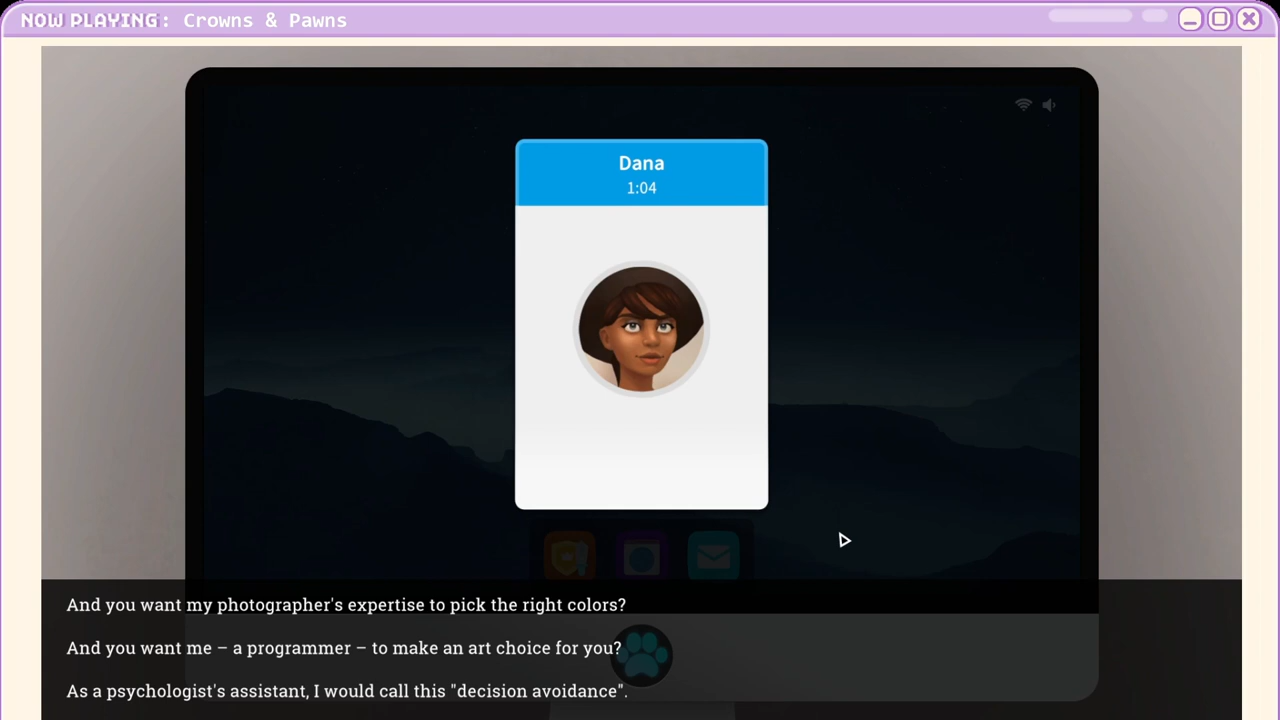 NOW PLAYING: Crowns & Pawns
Dana
1:04
And you want my photographer's expertise to pick the right colors?
And you want me – a programmer – to make an art choice for you?
As a psychologist's assistant, I would call this "decision avoidance".